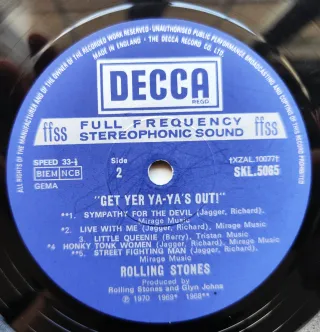 ALL RIGHTS OF THE MANUFACTURER AND OF THE OWNER OF THE RECORDED WORK RESERVED · UNAUTHORISED PUBLIC PERFORMANCE BROADCASTING AND COPYING OF THIS RECORD PROHIBITED
MADE IN ENGLAND · THE DECCA RECORD CO. LTD.
DECCA
REGD
ffss
FULL FREQUENCY
STEREOPHONIC SOUND
ffss
SPEED 33⅓
BIEM NCB
GEMA
Side
2
†XZAL.10077†
SKL.5065
"GET YER YA-YA'S OUT!"
**1. SYMPATHY FOR THE DEVIL (Jagger, Richard),
Mirage Music
*2. LIVE WITH ME (Jagger, Richard), Mirage Music
3. LITTLE QUEENIE (Berry), Tristan Music
*4 HONKY TONK WOMEN (Jagger, Richard), Mirage Music
**5. STREET FIGHTING MAN (Jagger, Richard),
Mirage Music
ROLLING STONES
Produced by
Rolling Stones and Glyn Johns
℗ 1970 1969* 1968**